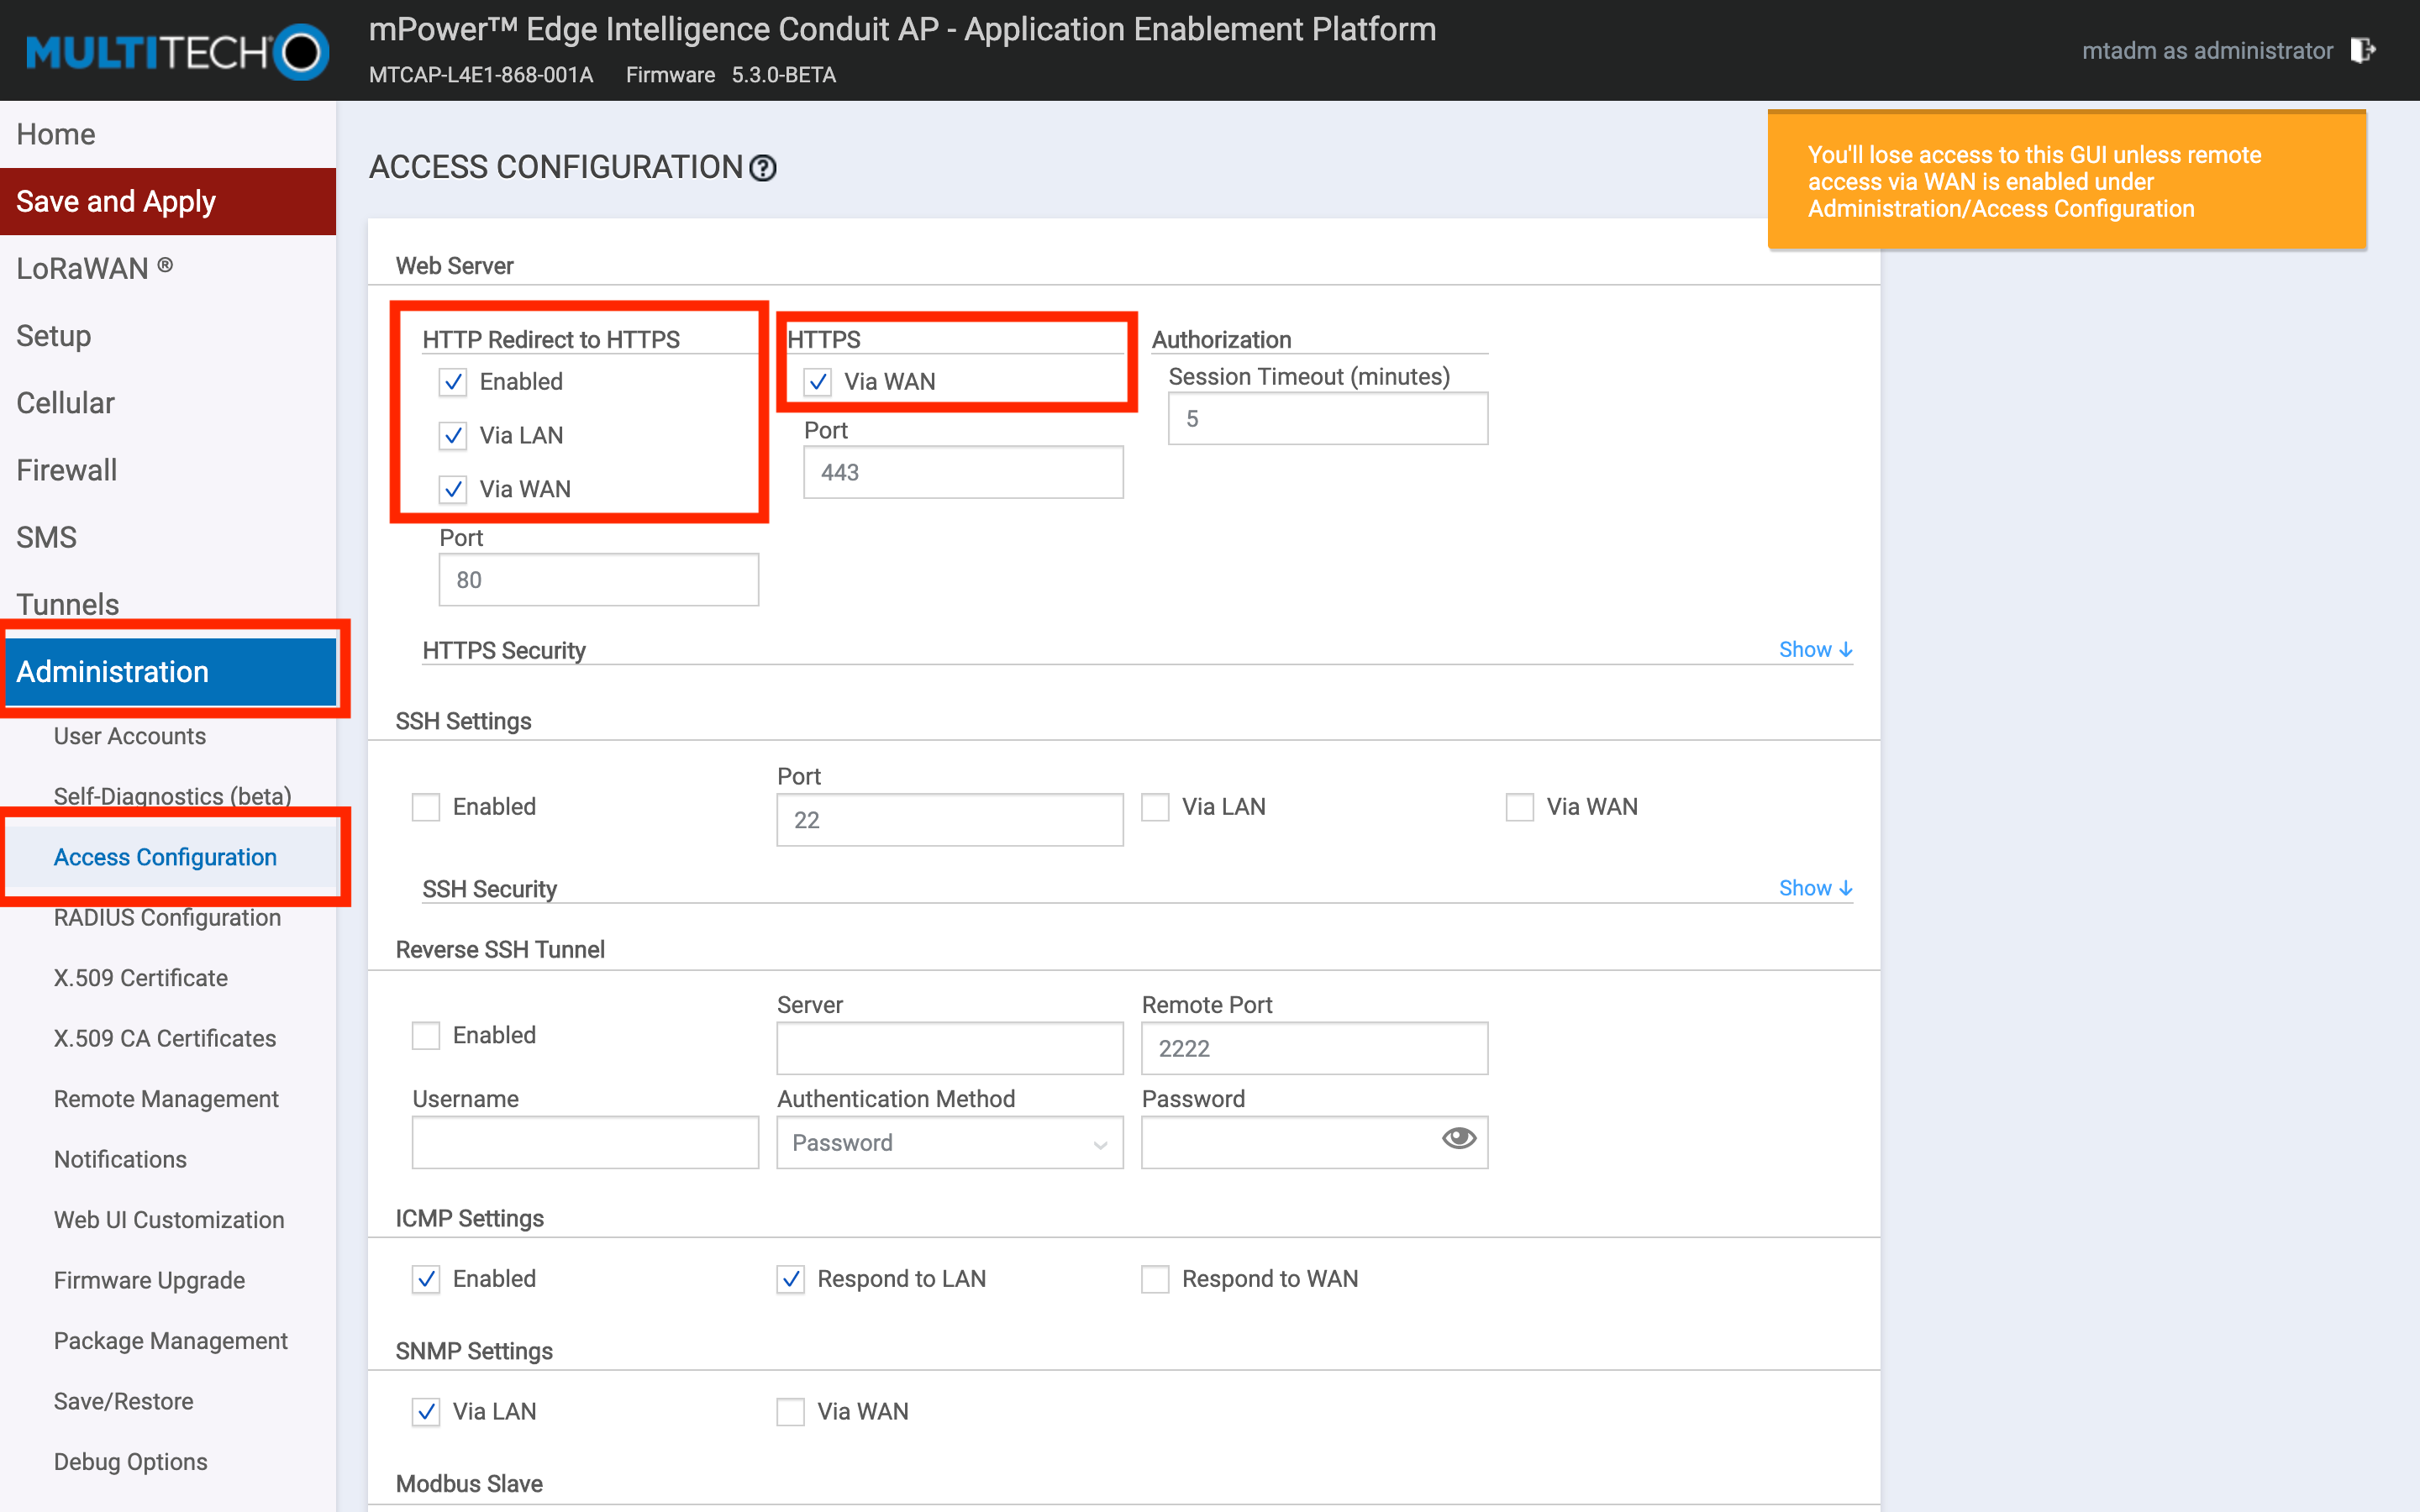 MULTITECH
mPower™ Edge Intelligence Conduit AP - Application Enablement Platform
MTCAP-L4E1-868-001A Firmware 5.3.0-BETA
mtadm as administrator
Home
Save and Apply
LoRaWAN ®
Setup
Cellular
Firewall
SMS
Tunnels
Administration
User Accounts
Self-Diagnostics (beta)
Access Configuration
RADIUS Configuration
X.509 Certificate
X.509 CA Certificates
Remote Management
Notifications
Web UI Customization
Firmware Upgrade
Package Management
Save/Restore
Debug Options
ACCESS CONFIGURATION ?
You'll lose access to this GUI unless remote
access via WAN is enabled under
Administration/Access Configuration
Web Server
HTTP Redirect to HTTPS
Enabled
Via LAN
Via WAN
Port
80
HTTPS
Via WAN
Port
443
Authorization
Session Timeout (minutes)
5
HTTPS Security Show ↓
SSH Settings
Enabled
Port
22
Via LAN
Via WAN
SSH Security Show ↓
Reverse SSH Tunnel
Enabled
Server
Remote Port
2222
Username
Authentication Method
Password
Password
ICMP Settings
Enabled Respond to LAN Respond to WAN
SNMP Settings
Via LAN Via WAN
Modbus Slave